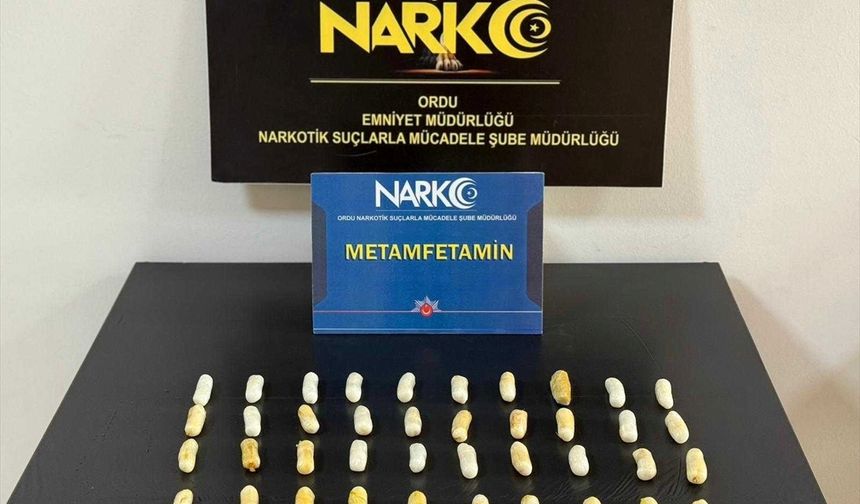 NARKO
ORDU
EMNİYET MÜDÜRLÜĞÜ
NARKOTİK SUÇLARLA MÜCADELE ŞUBE MÜDÜRLÜĞÜ
NARKO
ORDU NARKOTİK SUÇLARLA MÜCADELE ŞUBE MÜDÜRLÜĞÜ
METAMFETAMİN